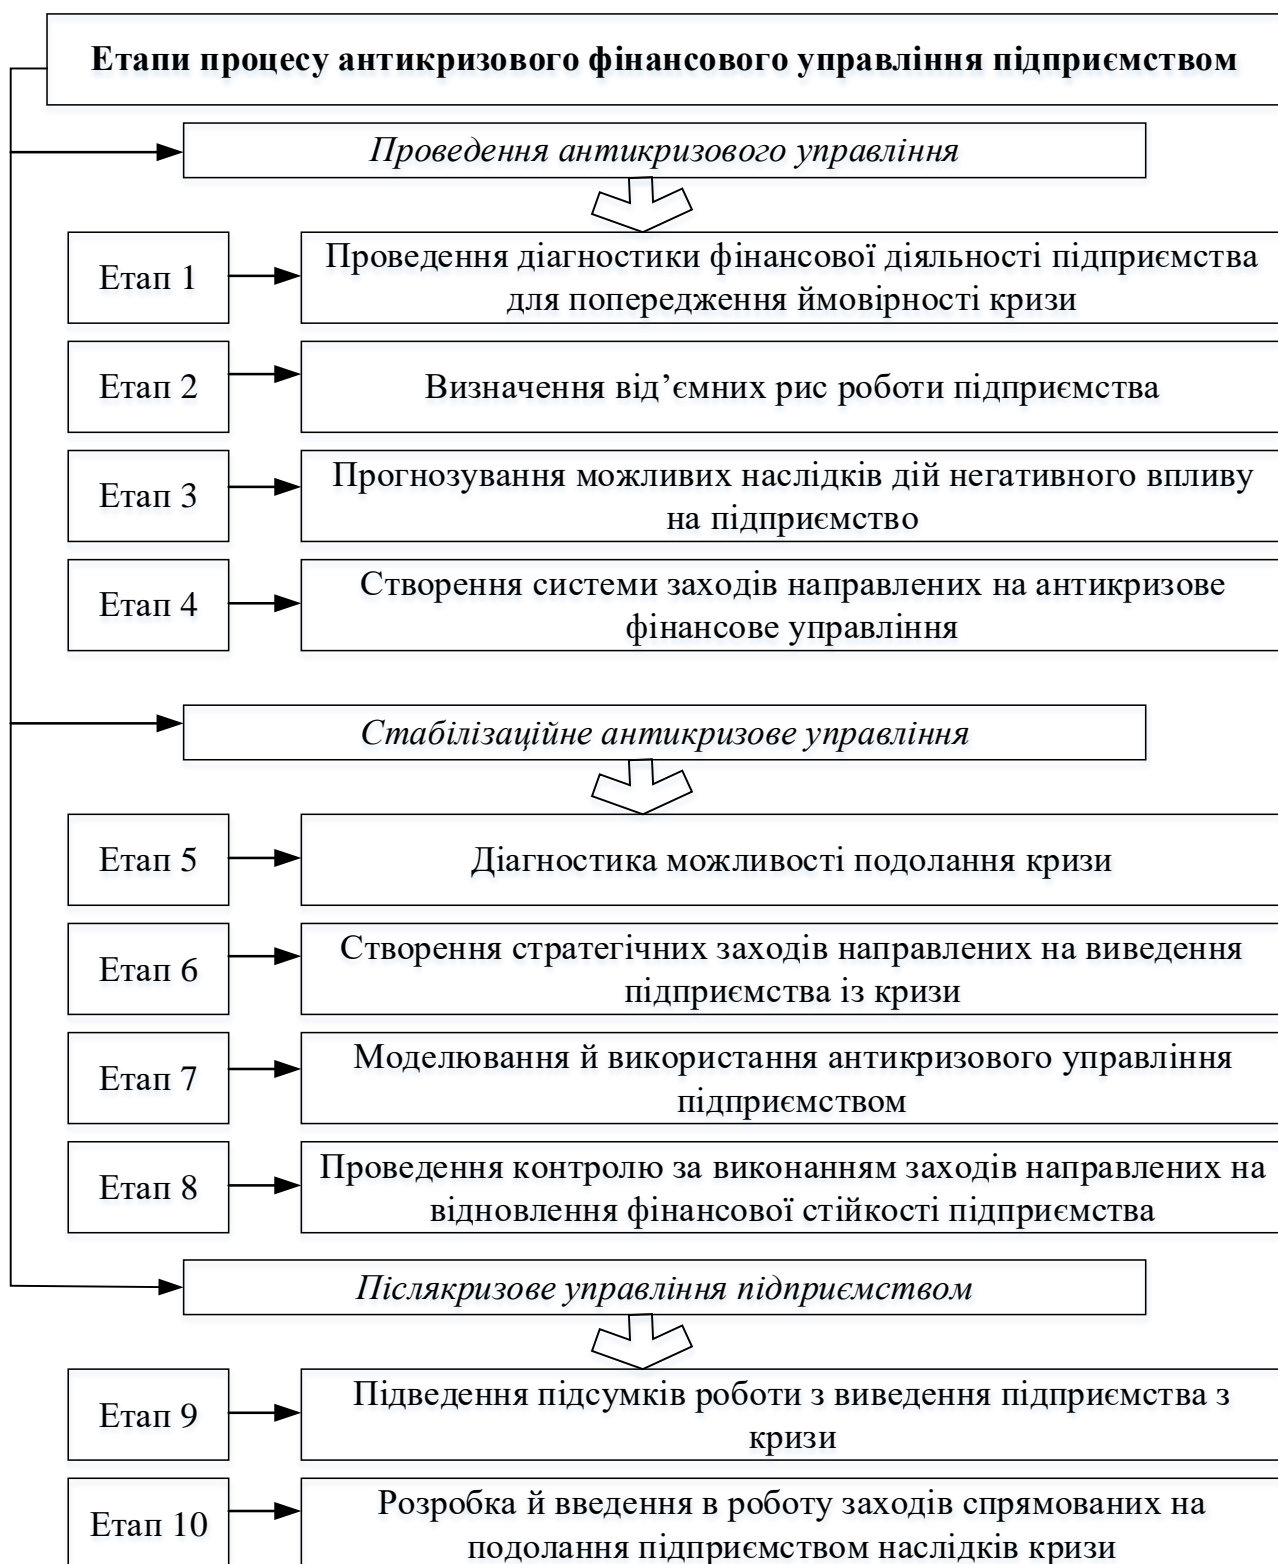 Етапи процесу антикризового фінансового управління підприємством
Проведення антикризового управління
Етап 1
Проведення діагностики фінансової діяльності підприємства
для попередження ймовірності кризи
Етап 2
Визначення від’ємних рис роботи підприємства
Етап 3
Прогнозування можливих наслідків дій негативного впливу
на підприємство
Етап 4
Створення системи заходів направлених на антикризове
фінансове управління
Стабілізаційне антикризове управління
Етап 5
Діагностика можливості подолання кризи
Етап 6
Створення стратегічних заходів направлених на виведення
підприємства із кризи
Етап 7
Моделювання й використання антикризового управління
підприємством
Етап 8
Проведення контролю за виконанням заходів направлених на
відновлення фінансової стійкості підприємства
Післякризове управління підприємством
Етап 9
Підведення підсумків роботи з виведення підприємства з
кризи
Етап 10
Розробка й введення в роботу заходів спрямованих на
подолання підприємством наслідків кризи